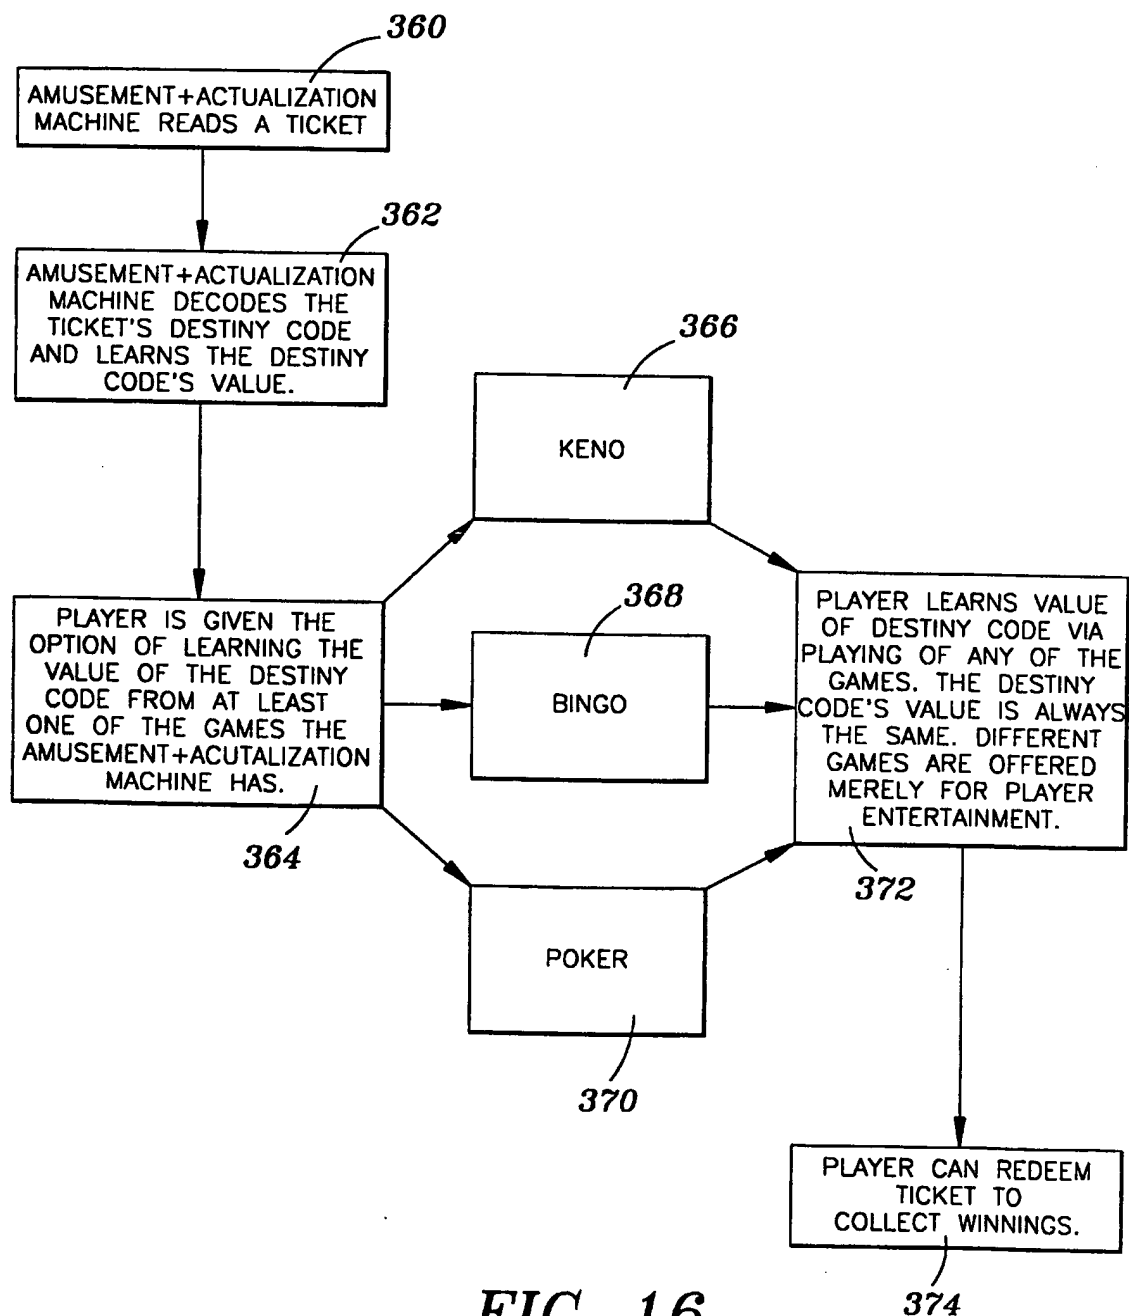 360
AMUSEMENT+ACTUALIZATION
MACHINE READS A TICKET
362
AMUSEMENT+ACTUALIZATION
MACHINE DECODES THE
TICKET'S DESTINY CODE
AND LEARNS THE DESTINY
CODE'S VALUE.
PLAYER IS GIVEN THE
OPTION OF LEARNING THE
VALUE OF THE DESTINY
CODE FROM AT LEAST
ONE OF THE GAMES THE
AMUSEMENT+ACUTALIZATION
MACHINE HAS.
364
366
KENO
368
BINGO
POKER
370
PLAYER LEARNS VALUE
OF DESTINY CODE VIA
PLAYING OF ANY OF THE
GAMES. THE DESTINY
CODE'S VALUE IS ALWAYS
THE SAME. DIFFERENT
GAMES ARE OFFERED
MERELY FOR PLAYER
ENTERTAINMENT.
372
PLAYER CAN REDEEM
TICKET TO
COLLECT WINNINGS.
374
FIG. 16